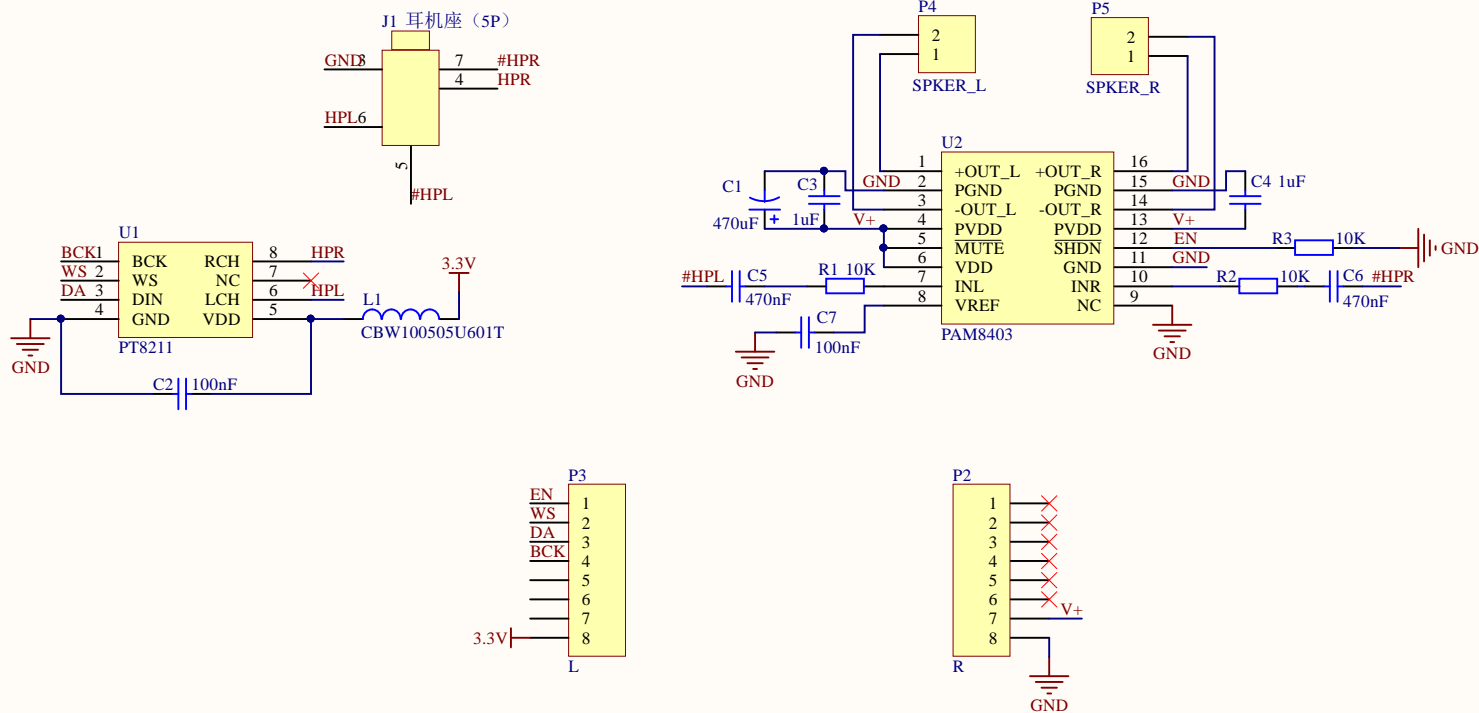 J1 耳机座（5P）
GND 3
7 #HPR
4 HPR
HPL 6
5
#HPL
P4
2
1
SPKER_L
P5
2
1
SPKER_R
U2
1 +OUT_L +OUT_R 16
GND 2 PGND PGND 15 GND
3 -OUT_L -OUT_R 14
V+ 4 PVDD PVDD 13 V+
5 MUTE SHDN 12 EN
6 VDD GND 11 GND
7 INL INR 10
8 VREF NC 9
PAM8403
C1
470uF
+
C3
1uF
C4 1uF
R3 10K
GND
#HPL C5
470nF
R1 10K
R2 10K
C6 #HPR
470nF
C7
100nF
GND
GND
U1
BCK 1 BCK RCH 8 HPR
WS 2 WS NC 7
DA 3 DIN LCH 6 HPL
4 GND VDD 5
PT8211
GND
C2 100nF
3.3V
L1
CBW100505U601T
P3
EN 1
WS 2
DA 3
BCK 4
5
6
7
3.3V 8
L
P2
1
2
3
4
5
6
7 V+
8
R
GND